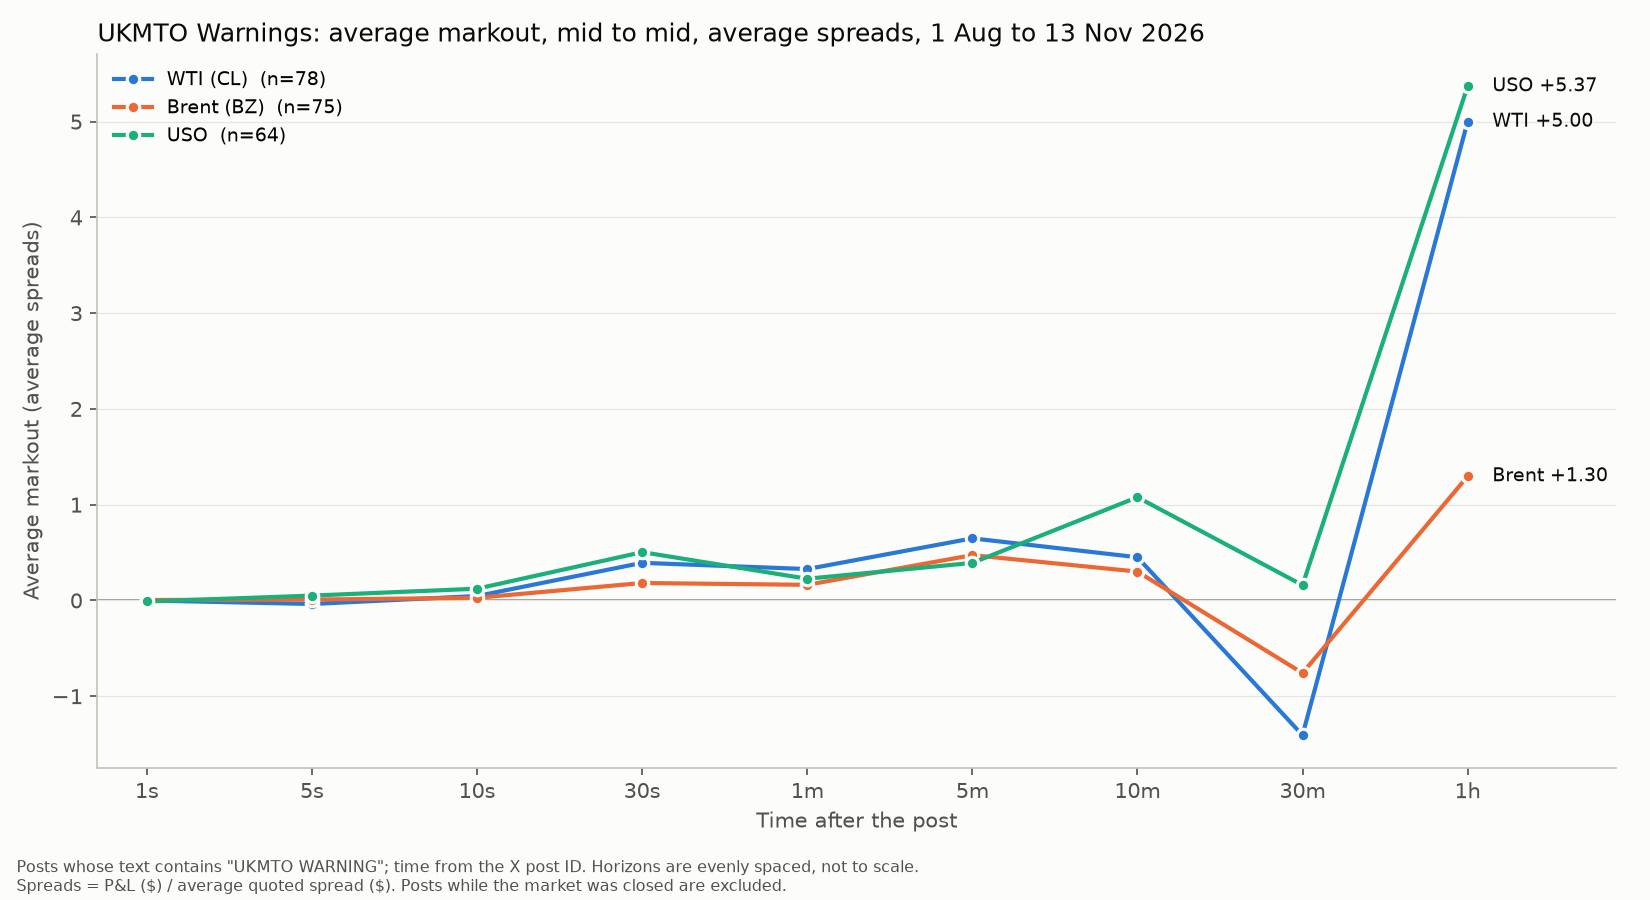 UKMTO Warnings: average markout, mid to mid, average spreads, 1 Aug to 13 Nov 2026
WTI (CL)  (n=78)
Brent (BZ)  (n=75)
USO  (n=64)
USO +5.37
WTI +5.00
Brent +1.30
Average markout (average spreads)
5
4
3
2
1
0
−1
1s
5s
10s
30s
1m
5m
10m
30m
1h
Time after the post
Posts whose text contains "UKMTO WARNING"; time from the X post ID. Horizons are evenly spaced, not to scale.
Spreads = P&L ($) / average quoted spread ($). Posts while the market was closed are excluded.